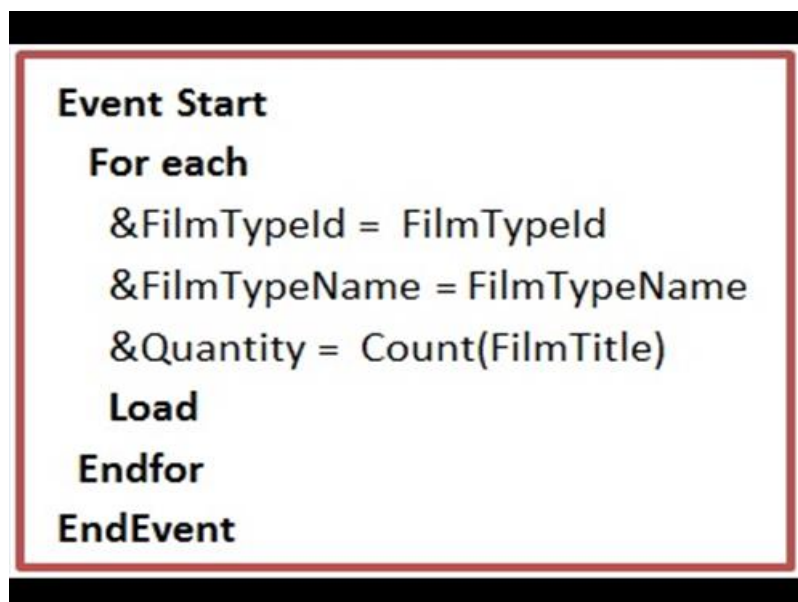 Event Start
For each
&FilmTypeId = FilmTypeId
&FilmTypeName = FilmTypeName
&Quantity = Count(FilmTitle)
Load
Endfor
EndEvent